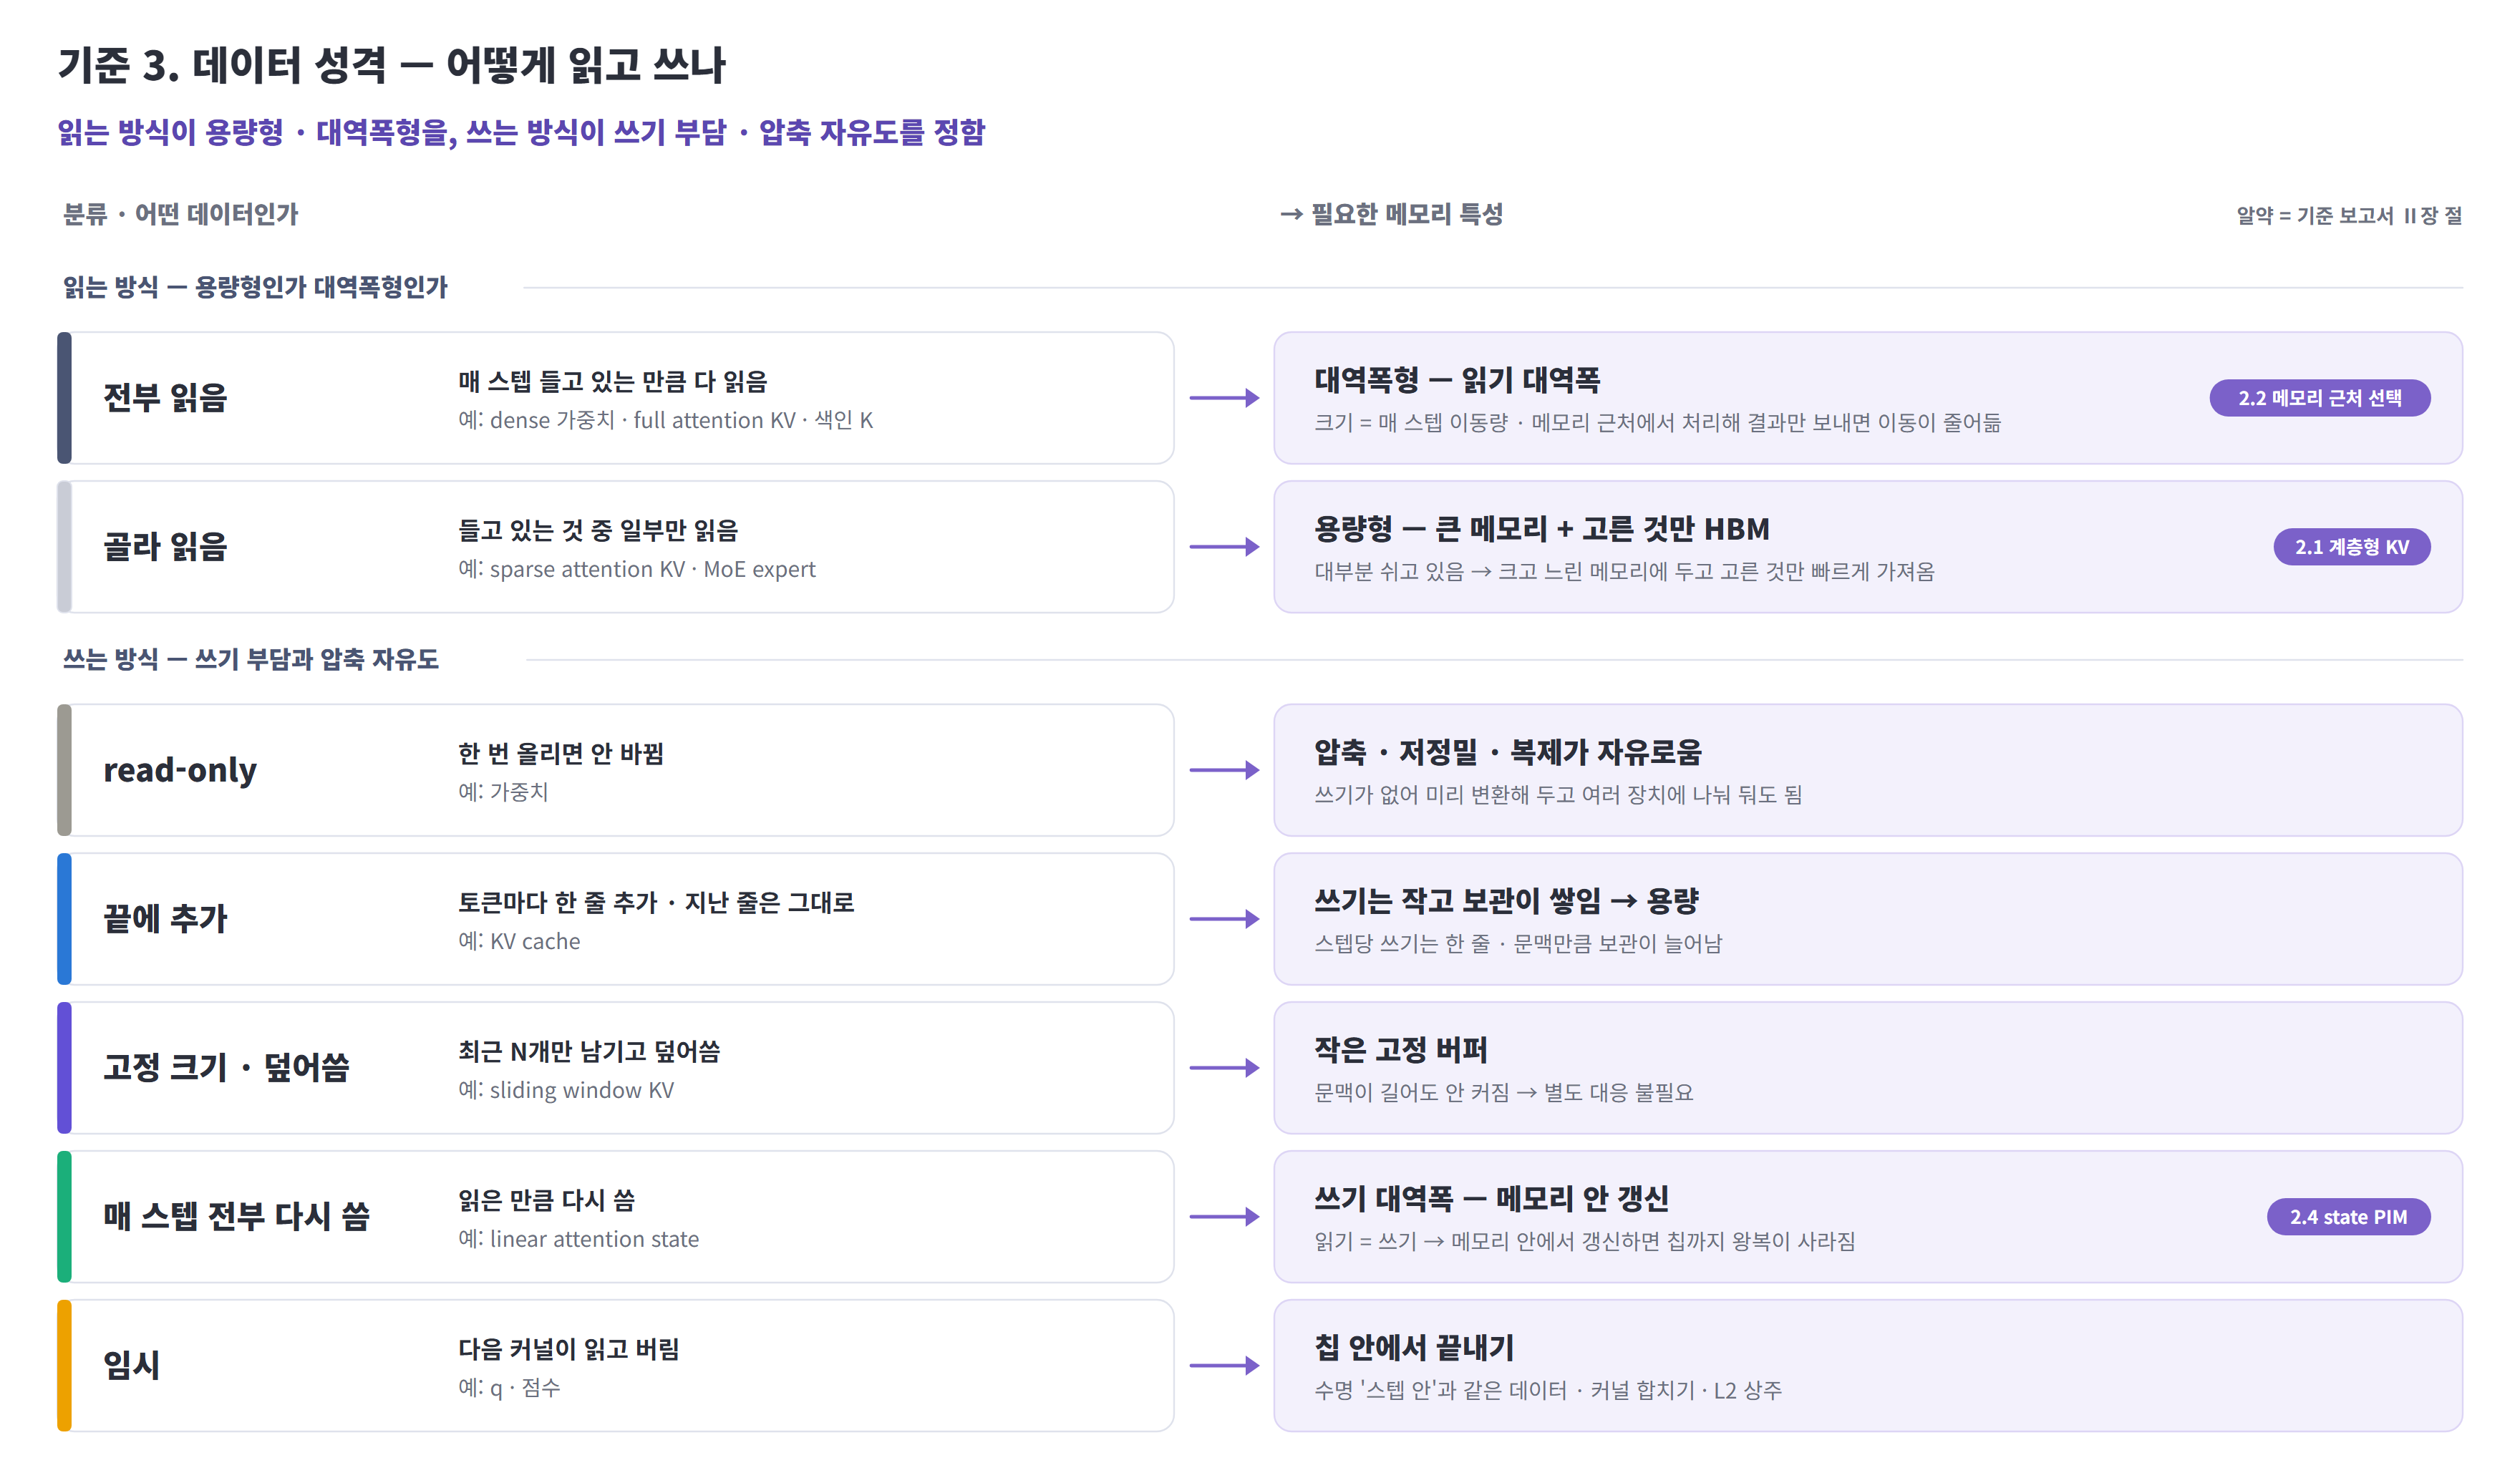 기준 3. 데이터 성격 — 어떻게 읽고 쓰나
읽는 방식이 용량형 · 대역폭형을, 쓰는 방식이 쓰기 부담 · 압축 자유도를 정함
분류 · 어떤 데이터인가
→ 필요한 메모리 특성
알약 = 기준 보고서 Ⅱ장 절
읽는 방식 — 용량형인가 대역폭형인가
전부 읽음
매 스텝 들고 있는 만큼 다 읽음
예: dense 가중치 · full attention KV · 색인 K
대역폭형 — 읽기 대역폭
크기 = 매 스텝 이동량 · 메모리 근처에서 처리해 결과만 보내면 이동이 줄어듦
2.2 메모리 근처 선택
골라 읽음
들고 있는 것 중 일부만 읽음
예: sparse attention KV · MoE expert
용량형 — 큰 메모리 + 고른 것만 HBM
대부분 쉬고 있음 → 크고 느린 메모리에 두고 고른 것만 빠르게 가져옴
2.1 계층형 KV
쓰는 방식 — 쓰기 부담과 압축 자유도
read-only
한 번 올리면 안 바뀜
예: 가중치
압축 · 저정밀 · 복제가 자유로움
쓰기가 없어 미리 변환해 두고 여러 장치에 나눠 둬도 됨
끝에 추가
토큰마다 한 줄 추가 · 지난 줄은 그대로
예: KV cache
쓰기는 작고 보관이 쌓임 → 용량
스텝당 쓰기는 한 줄 · 문맥만큼 보관이 늘어남
고정 크기 · 덮어씀
최근 N개만 남기고 덮어씀
예: sliding window KV
작은 고정 버퍼
문맥이 길어도 안 커짐 → 별도 대응 불필요
매 스텝 전부 다시 씀
읽은 만큼 다시 씀
예: linear attention state
쓰기 대역폭 — 메모리 안 갱신
읽기 = 쓰기 → 메모리 안에서 갱신하면 칩까지 왕복이 사라짐
2.4 state PIM
임시
다음 커널이 읽고 버림
예: q · 점수
칩 안에서 끝내기
수명 '스텝 안'과 같은 데이터 · 커널 합치기 · L2 상주